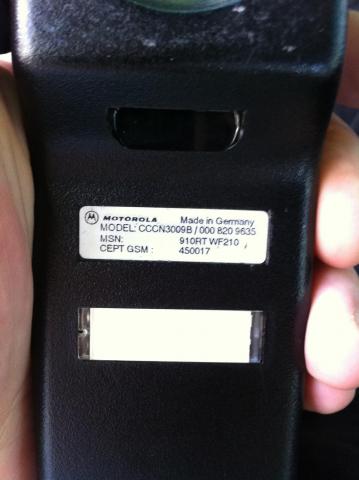 MOTOROLA Made in Germany
MODEL: CCCN3009B / 000 820 9635
MSN: 910RT WF210
CEPT GSM : 450017